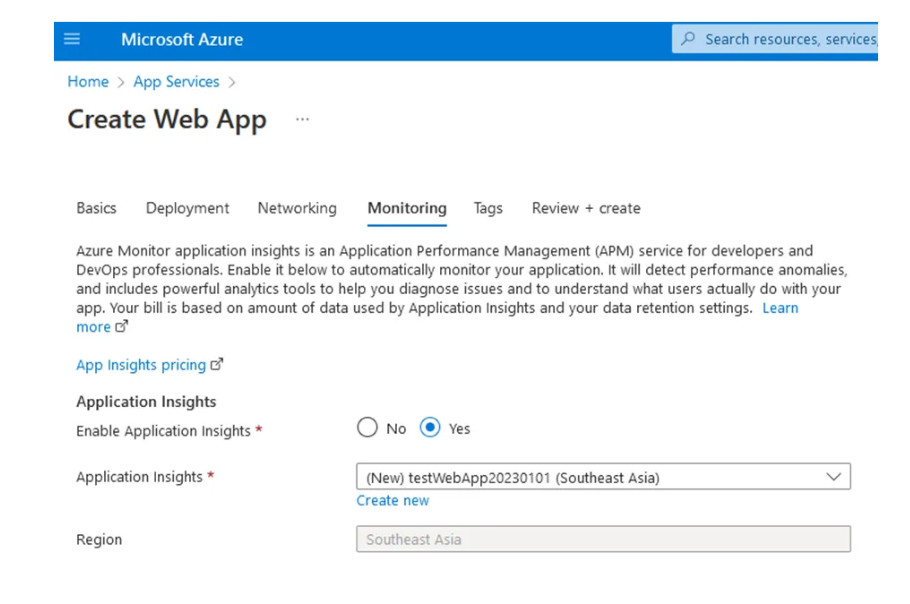 Microsoft Azure
Search resources, services,
Home > App Services >
Create Web App ...
Basics Deployment Networking Monitoring Tags Review + create
Azure Monitor application insights is an Application Performance Management (APM) service for developers and
DevOps professionals. Enable it below to automatically monitor your application. It will detect performance anomalies,
and includes powerful analytics tools to help you diagnose issues and to understand what users actually do with your
app. Your bill is based on amount of data used by Application Insights and your data retention settings. Learn
more
App Insights pricing
Application Insights
Enable Application Insights * No Yes
Application Insights * (New) testWebApp20230101 (Southeast Asia)
Create new
Region Southeast Asia